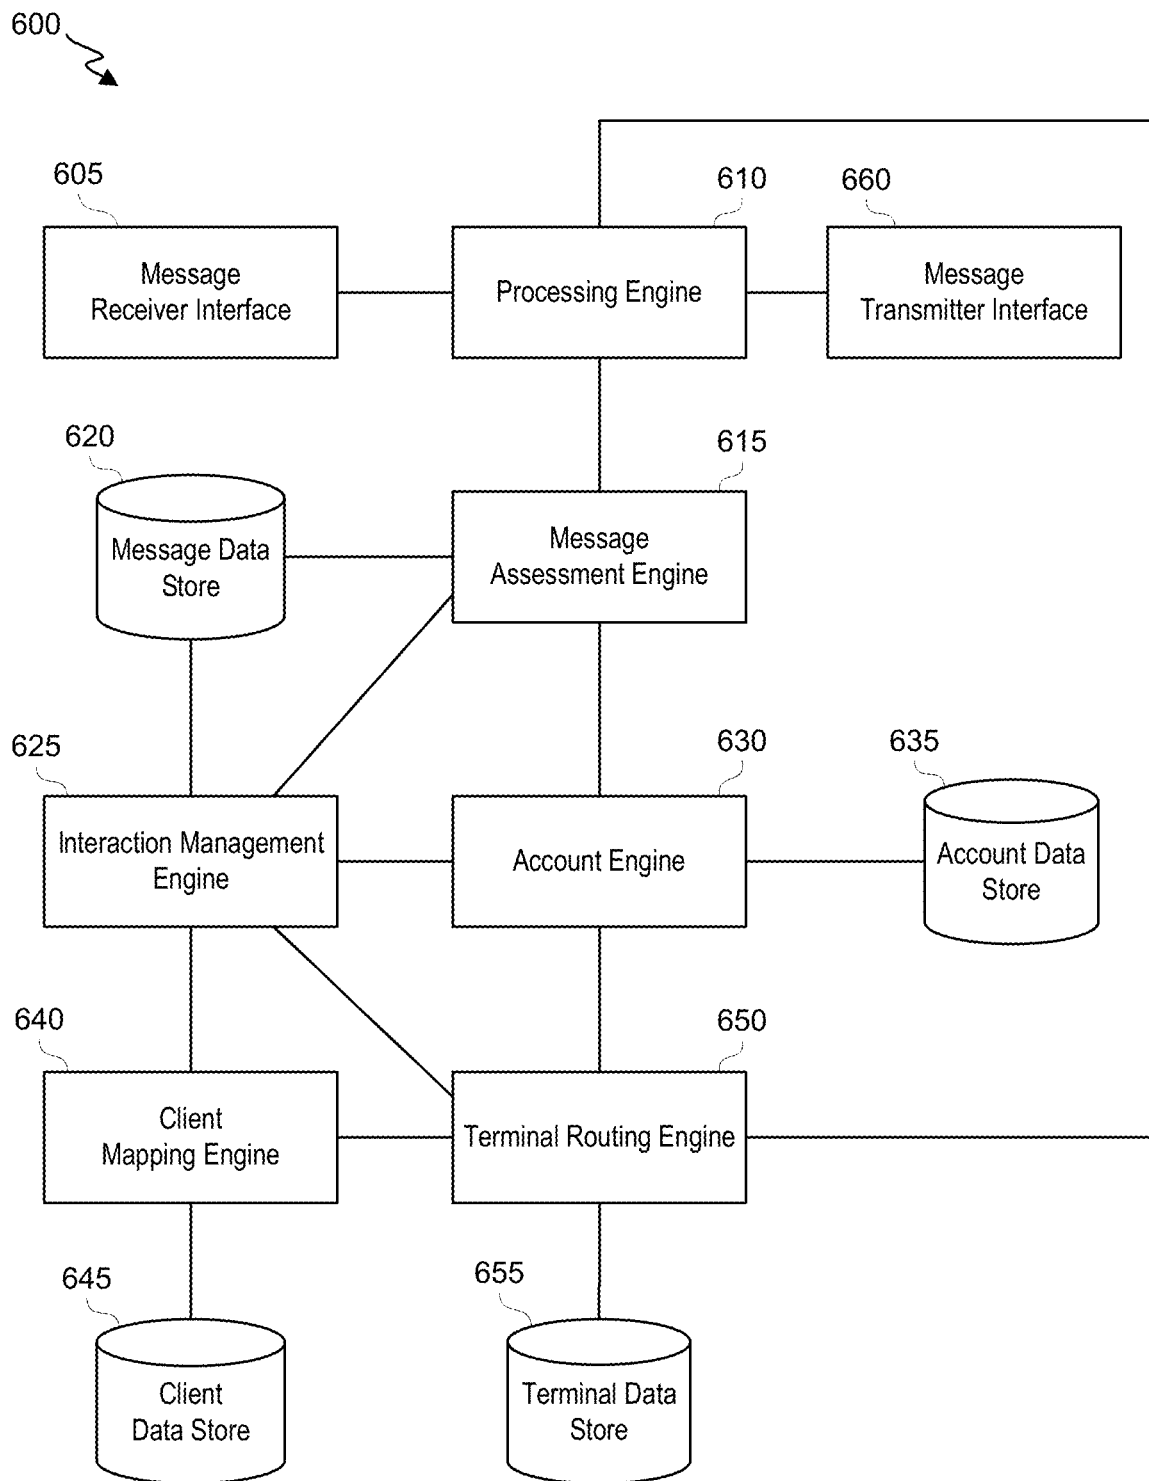 600
605
610
660
Message
Receiver Interface
Processing Engine
Message
Transmitter Interface
620
615
Message Data
Store
Message
Assessment Engine
625
630
635
Interaction Management
Engine
Account Engine
Account Data
Store
640
650
Client
Mapping Engine
Terminal Routing Engine
645
655
Client
Data Store
Terminal Data
Store